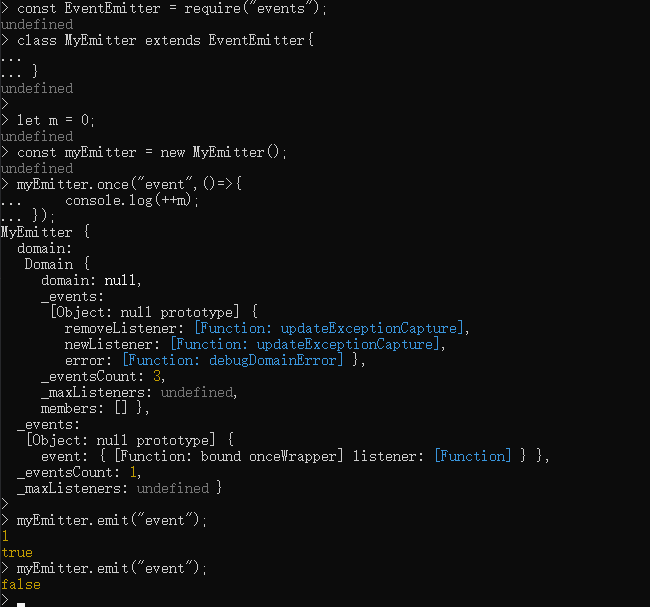 > const EventEmitter = require("events");
undefined
> class MyEmitter extends EventEmitter{
...
... }
undefined
>
> let m = 0;
undefined
> const myEmitter = new MyEmitter();
undefined
> myEmitter.once("event",()=>{
...     console.log(++m);
... });
MyEmitter {
  domain:
   Domain {
     domain: null,
     _events:
      [Object: null prototype] {
        removeListener: [Function: updateExceptionCapture],
        newListener: [Function: updateExceptionCapture],
        error: [Function: debugDomainError] },
     _eventsCount: 3,
     _maxListeners: undefined,
     members: [] },
  _events:
   [Object: null prototype] {
     event: { [Function: bound onceWrapper] listener: [Function] } },
  _eventsCount: 1,
  _maxListeners: undefined }
>
> myEmitter.emit("event");
1
true
> myEmitter.emit("event");
false
>